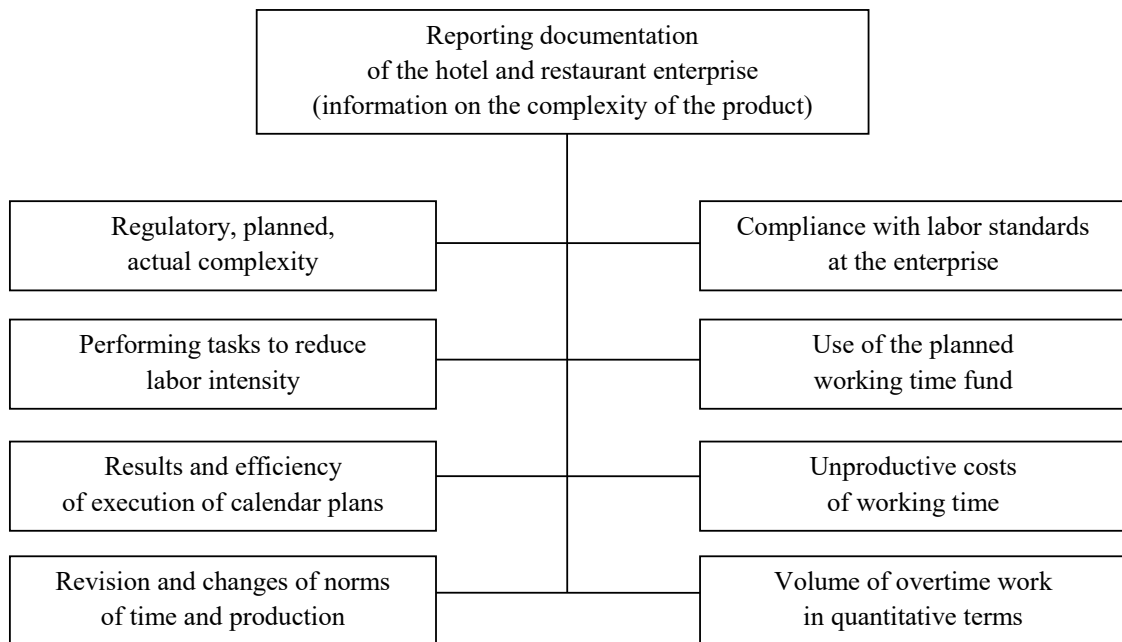 Reporting documentation
of the hotel and restaurant enterprise
(information on the complexity of the product)
Regulatory, planned,
actual complexity
Compliance with labor standards
at the enterprise
Performing tasks to reduce
labor intensity
Use of the planned
working time fund
Results and efficiency
of execution of calendar plans
Unproductive costs
of working time
Revision and changes of norms
of time and production
Volume of overtime work
in quantitative terms